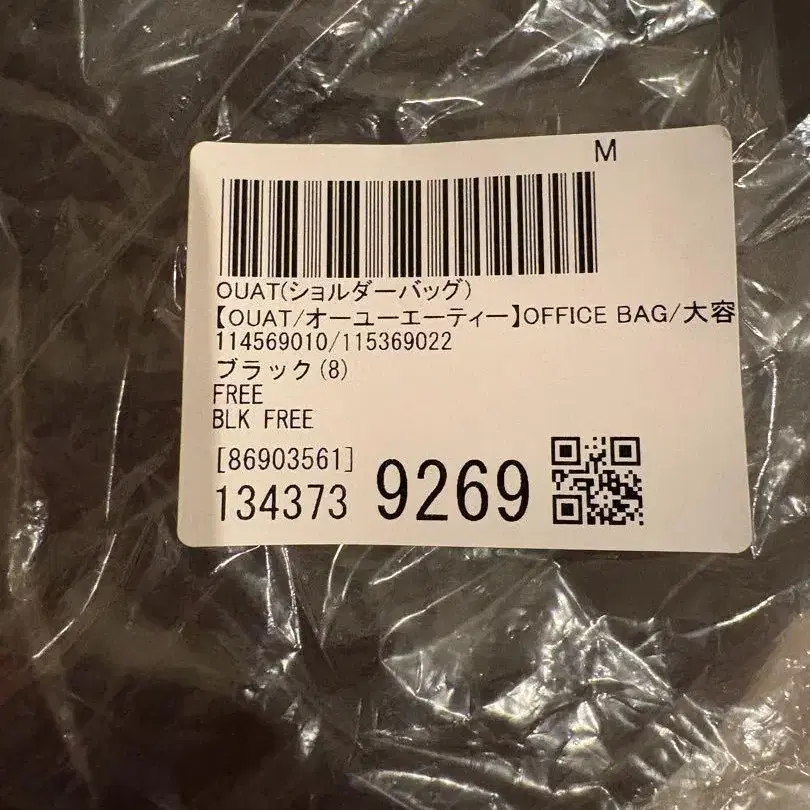 M
OUAT(ショルダーバッグ)
【OUAT/オーユーエーティー】OFFICE BAG/大容
114569010/115369022
ブラック(8)
FREE
BLK FREE
[86903561]
134373 9269